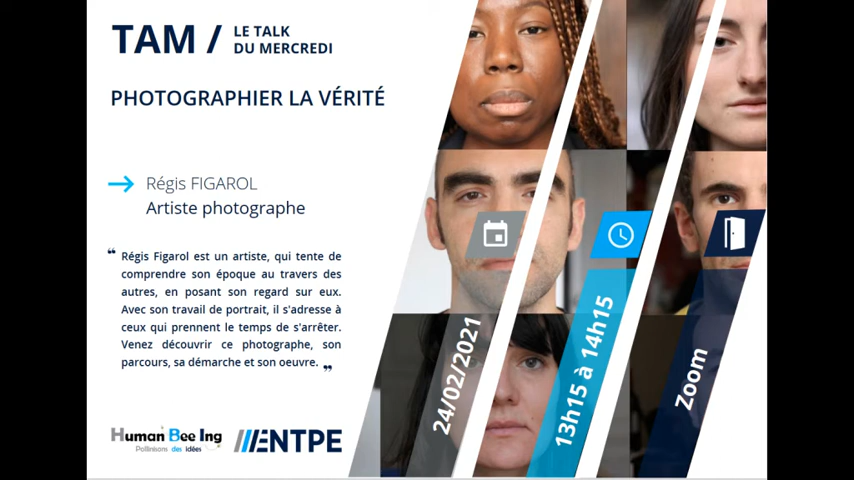 TAM / LE TALK
DU MERCREDI
PHOTOGRAPHIER LA VÉRITÉ
Régis FIGAROL
Artiste photographe
❝ Régis Figarol est un artiste, qui tente de
comprendre son époque au travers des
autres, en posant son regard sur eux.
Avec son travail de portrait, il s'adresse à
ceux qui prennent le temps de s'arrêter.
Venez découvrir ce photographe, son
parcours, sa démarche et son oeuvre. ❞
Human Bee Ing
Pollinisons des idées
ENTPE
24/02/2021
13h15 à 14h15
Zoom